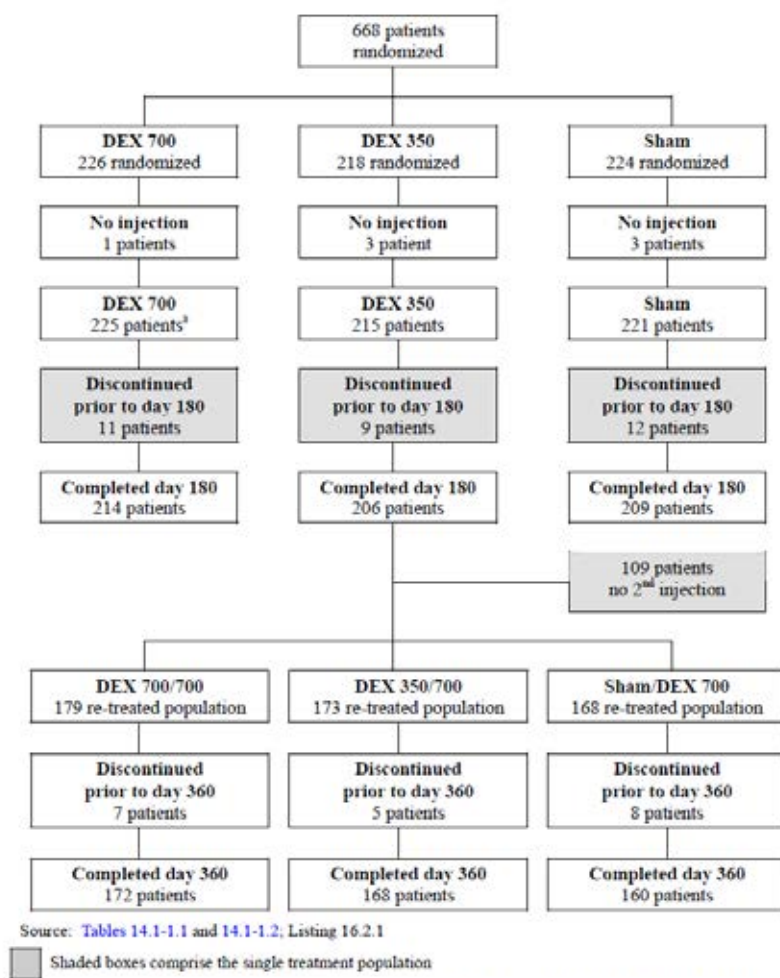 668 patients
randomized
DEX 700
226 randomized
DEX 350
218 randomized
Sham
224 randomized
No injection
1 patients
No injection
3 patient
No injection
3 patients
DEX 700
225 patientsª
DEX 350
215 patients
Sham
221 patients
Discontinued
prior to day 180
11 patients
Discontinued
prior to day 180
9 patients
Discontinued
prior to day 180
12 patients
Completed day 180
214 patients
Completed day 180
206 patients
Completed day 180
209 patients
109 patients
no 2nd injection
DEX 700/700
179 re-treated population
DEX 350/700
173 re-treated population
Sham/DEX 700
168 re-treated population
Discontinued
prior to day 360
7 patients
Discontinued
prior to day 360
5 patients
Discontinued
prior to day 360
8 patients
Completed day 360
172 patients
Completed day 360
168 patients
Completed day 360
160 patients
Source: Tables 14.1-1.1 and 14.1-1.2; Listing 16.2.1
Shaded boxes comprise the single treatment population